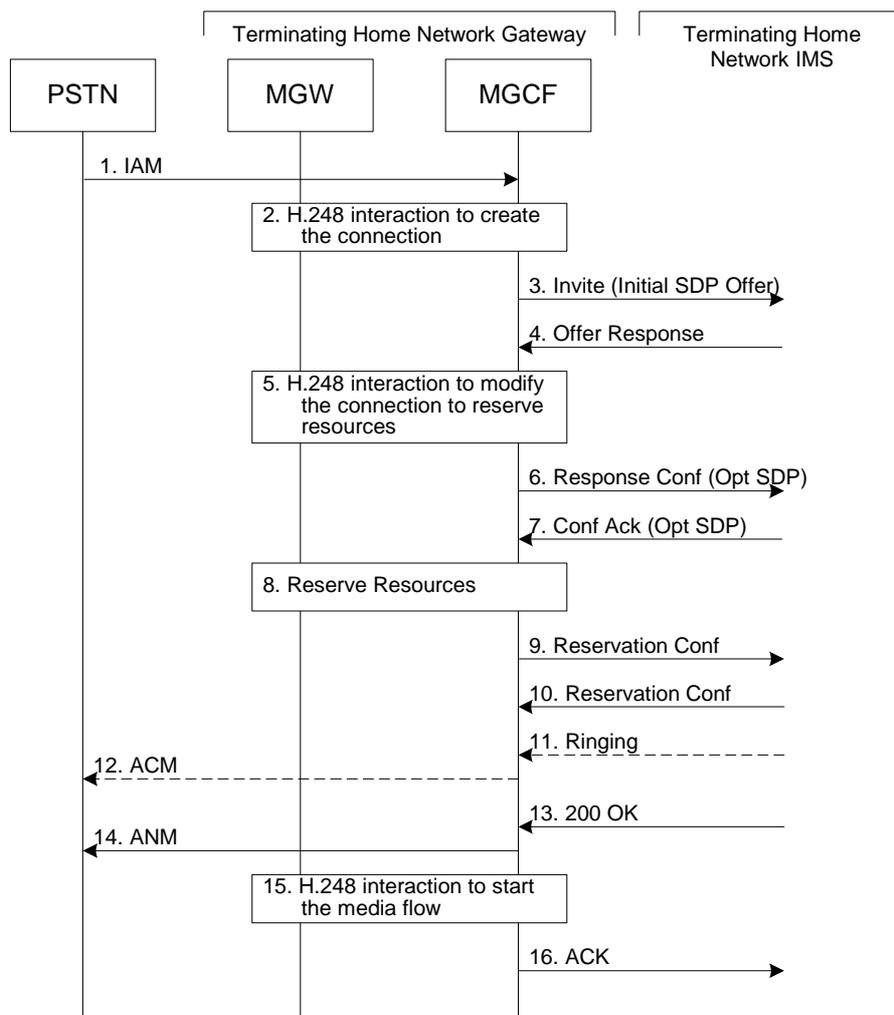 Terminating Home Network Gateway
Terminating Home
Network IMS
PSTN
MGW
MGCF
1. IAM
2. H.248 interaction to create
the connection
3. Invite (Initial SDP Offer)
4. Offer Response
5. H.248 interaction to modify
the connection to reserve
resources
6. Response Conf (Opt SDP)
7. Conf Ack (Opt SDP)
8. Reserve Resources
9. Reservation Conf
10. Reservation Conf
11. Ringing
12. ACM
13. 200 OK
14. ANM
15. H.248 interaction to start
the media flow
16. ACK